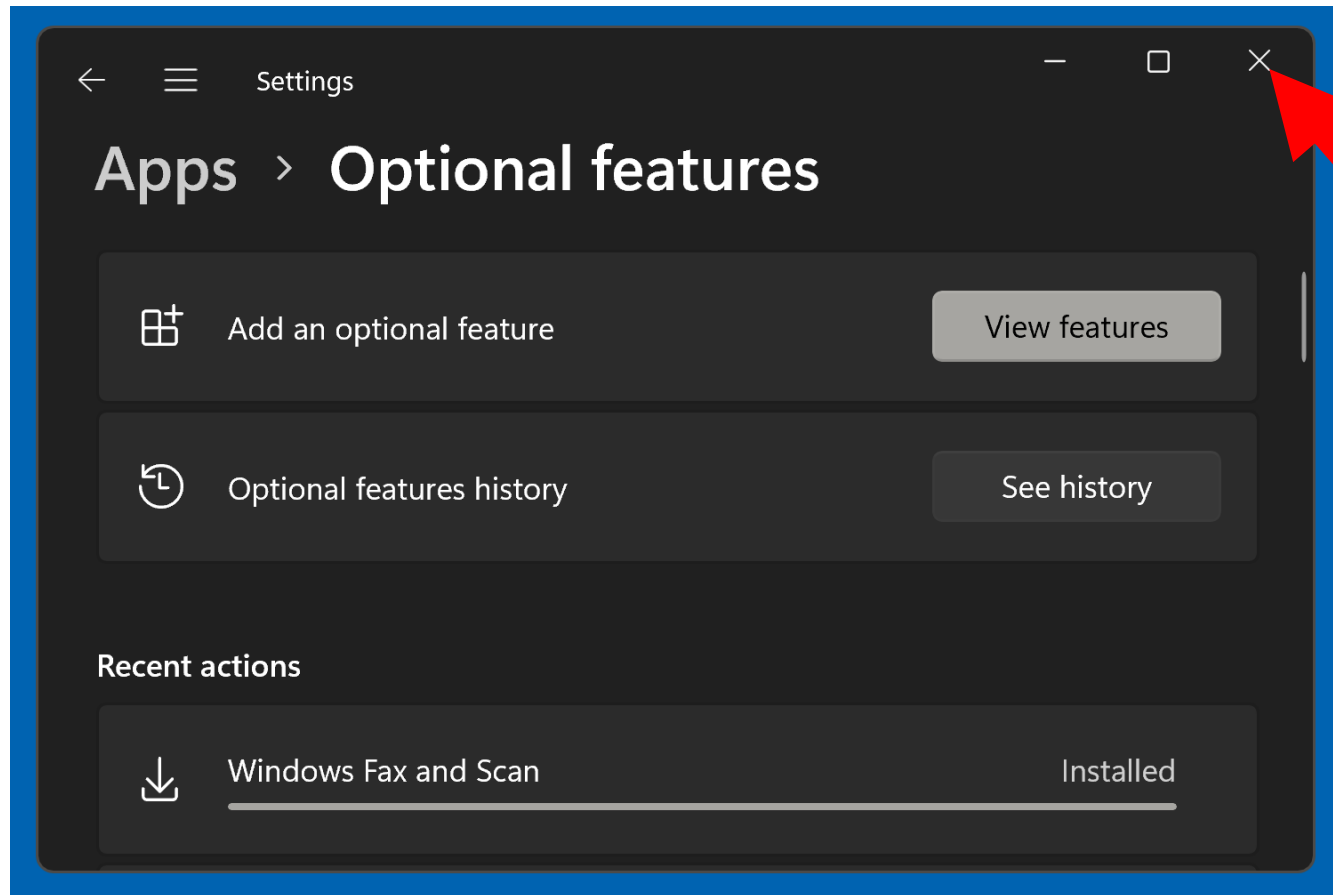 Settings
Apps > Optional features
Add an optional feature
View features
Optional features history
See history
Recent actions
Windows Fax and Scan
Installed